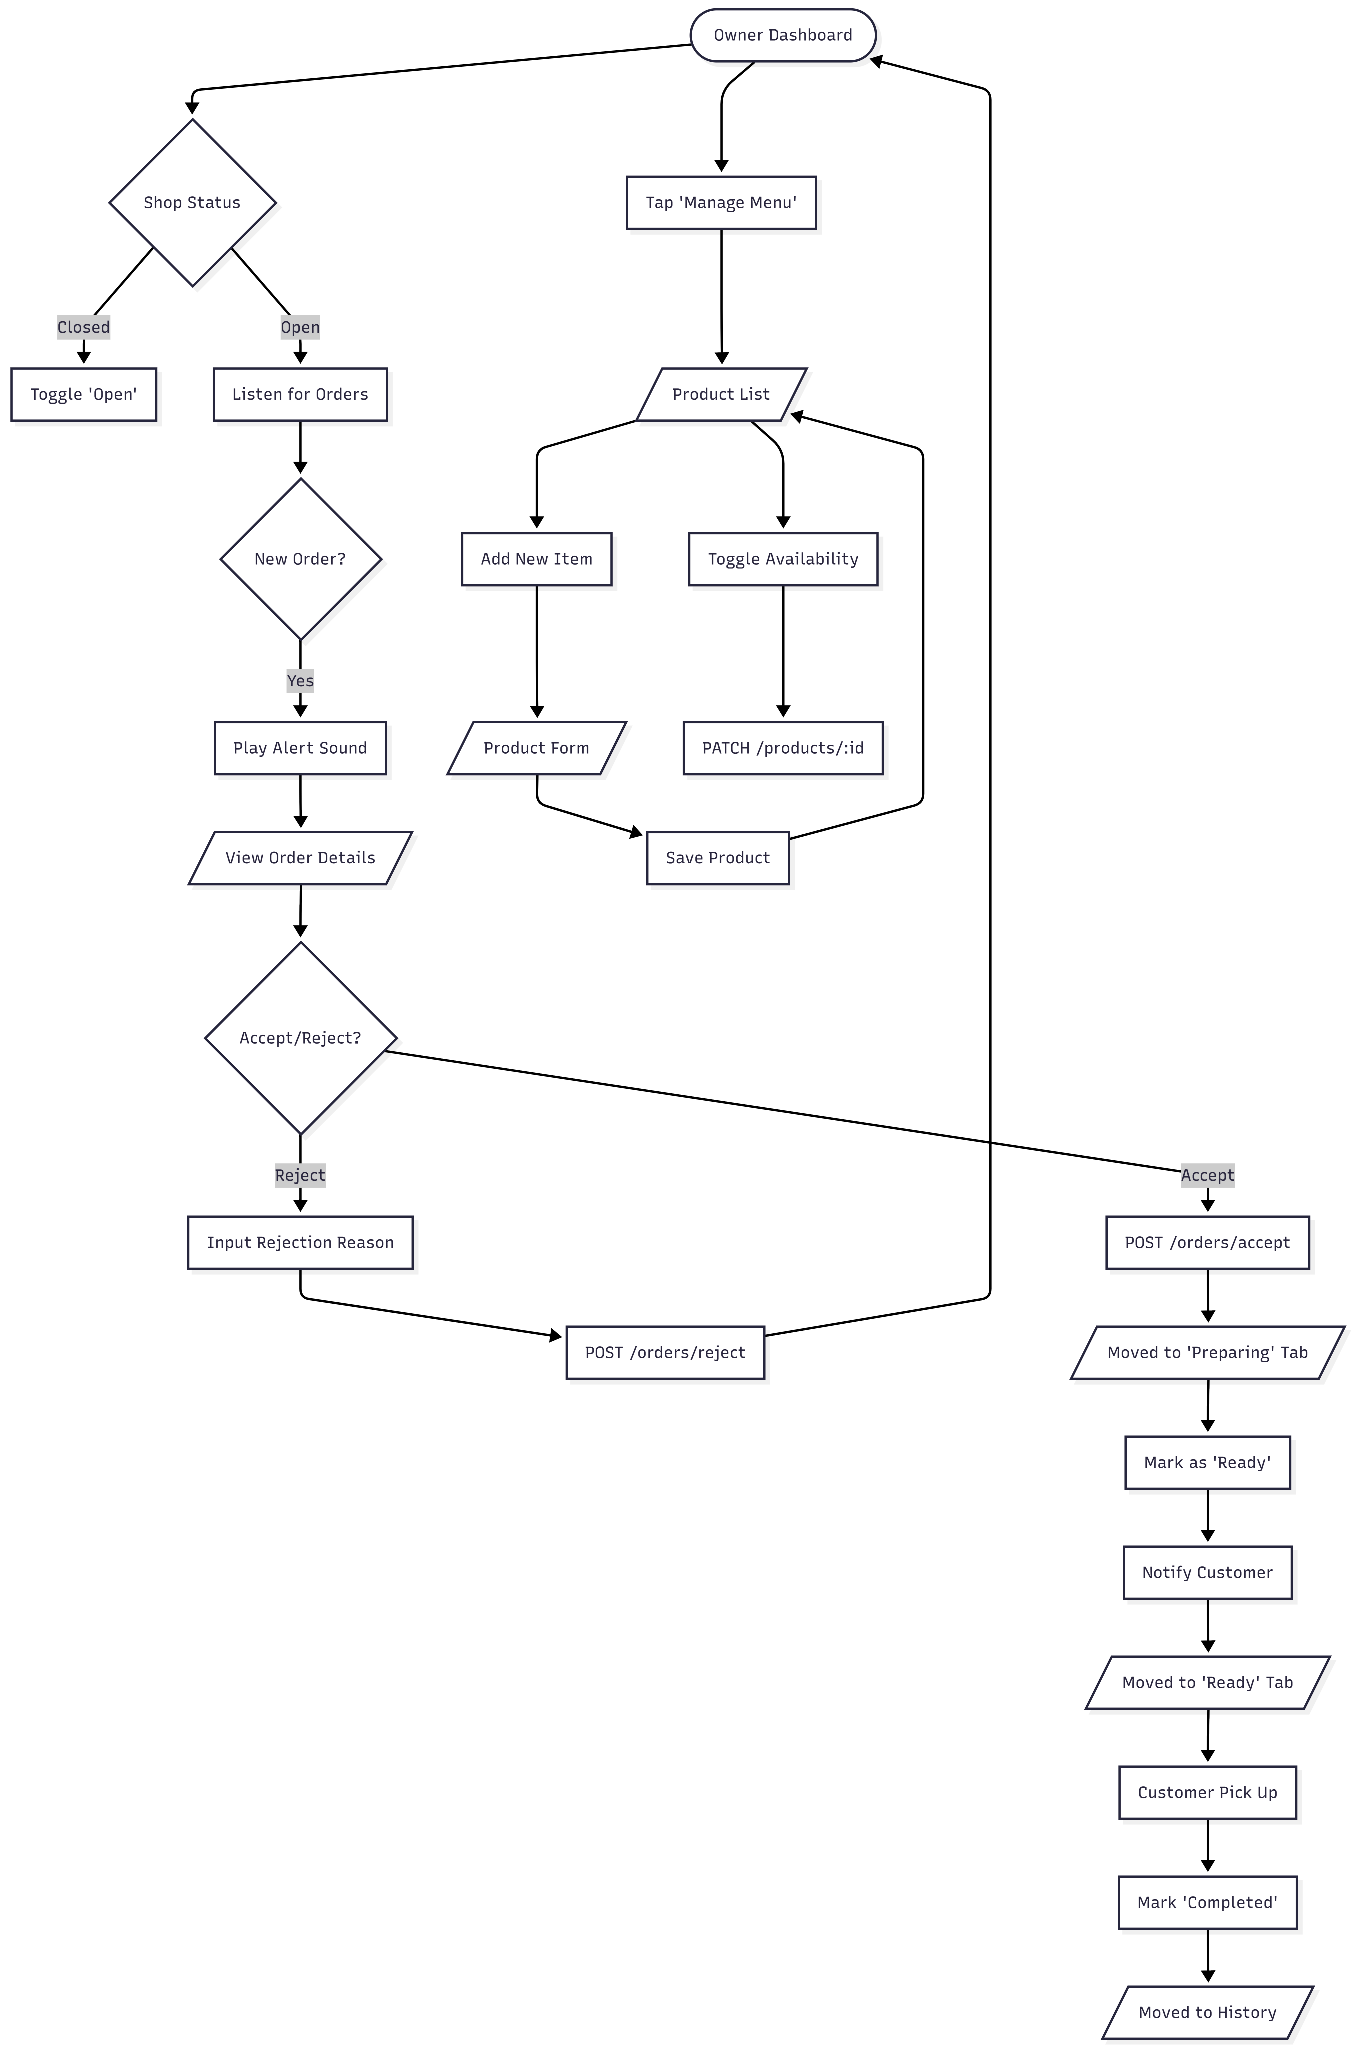 Owner Dashboard
Shop Status
Tap 'Manage Menu'
Closed
Open
Toggle 'Open'
Listen for Orders
Product List
New Order?
Add New Item
Toggle Availability
Yes
Play Alert Sound
Product Form
PATCH /products/:id
View Order Details
Save Product
Accept/Reject?
Reject
Accept
Input Rejection Reason
POST /orders/accept
POST /orders/reject
Moved to 'Preparing' Tab
Mark as 'Ready'
Notify Customer
Moved to 'Ready' Tab
Customer Pick Up
Mark 'Completed'
Moved to History